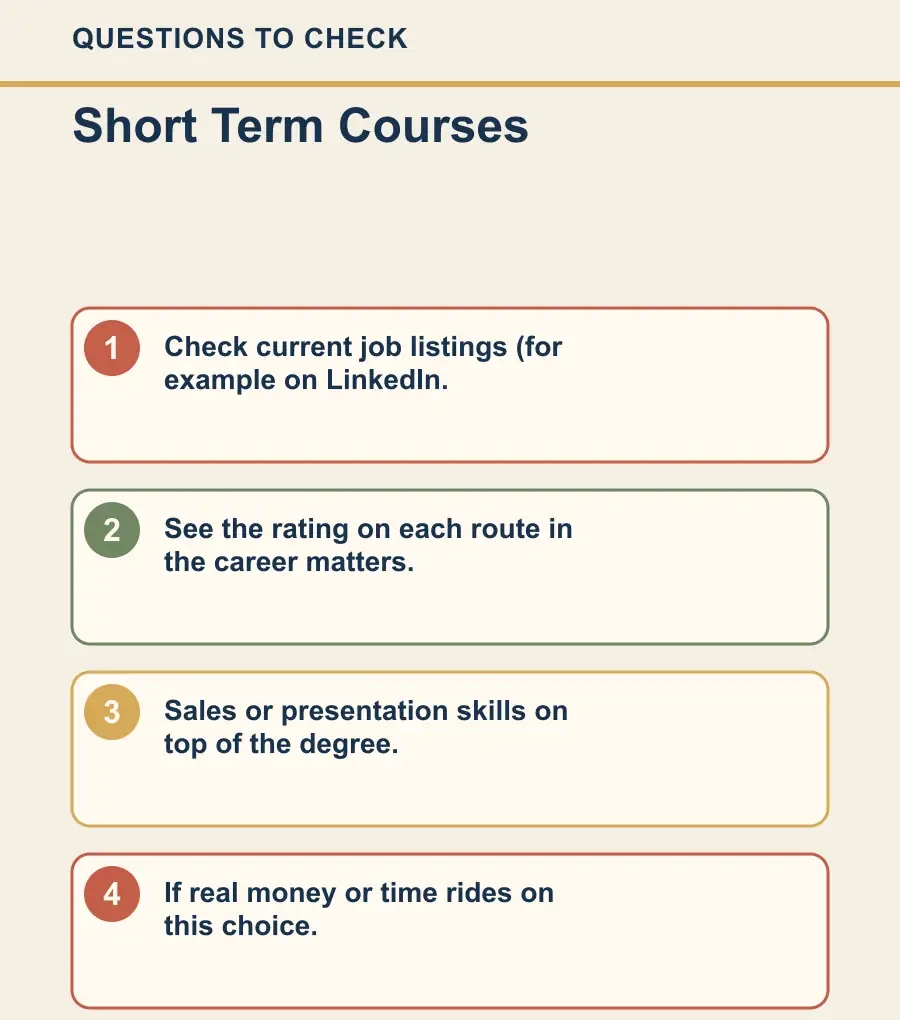 QUESTIONS TO CHECK
Short Term Courses
1
Check current job listings (for
example on LinkedIn.
2
See the rating on each route in
the career matters.
3
Sales or presentation skills on
top of the degree.
4
If real money or time rides on
this choice.